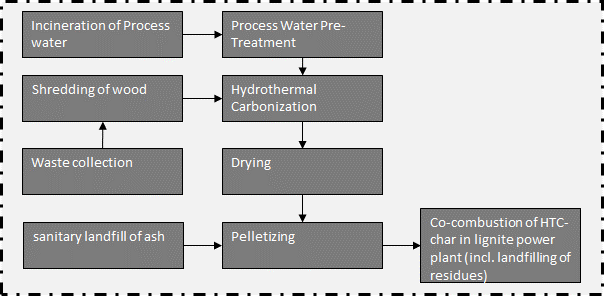 Incineration of Process
water
Process Water Pre-
Treatment
Shredding of wood
Hydrothermal
Carbonization
Waste collection
Drying
sanitary landfill of ash
Pelletizing
Co-combustion of HTC-
char in lignite power
plant (incl. landfilling of
residues)